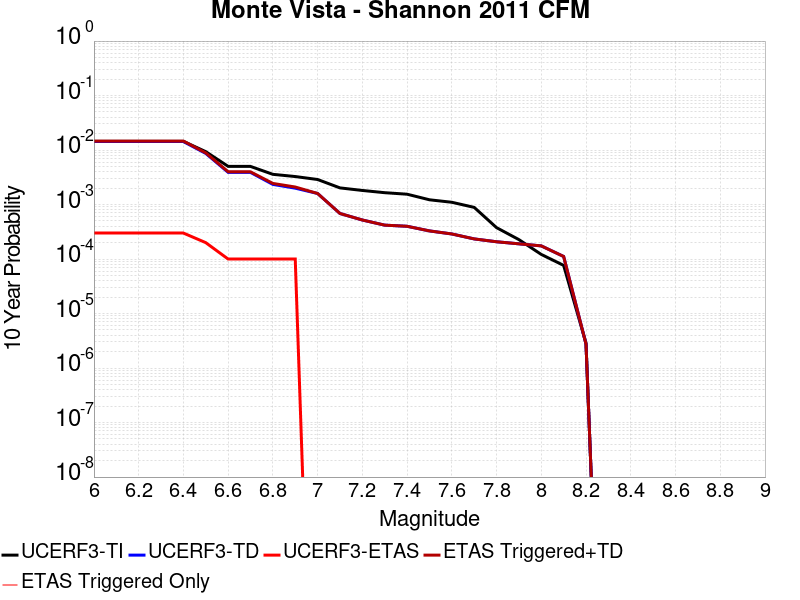 Monte Vista - Shannon 2011 CFM
10 0
10 -1
10 -2
10 -3
10 -4
10 -5
10 -6
10 -7
10 -8
10 Year Probability
6 6.2 6.4 6.6 6.8 7 7.2 7.4 7.6 7.8 8 8.2 8.4 8.6 8.8 9
Magnitude
UCERF3-TI UCERF3-TD UCERF3-ETAS ETAS Triggered+TD
ETAS Triggered Only